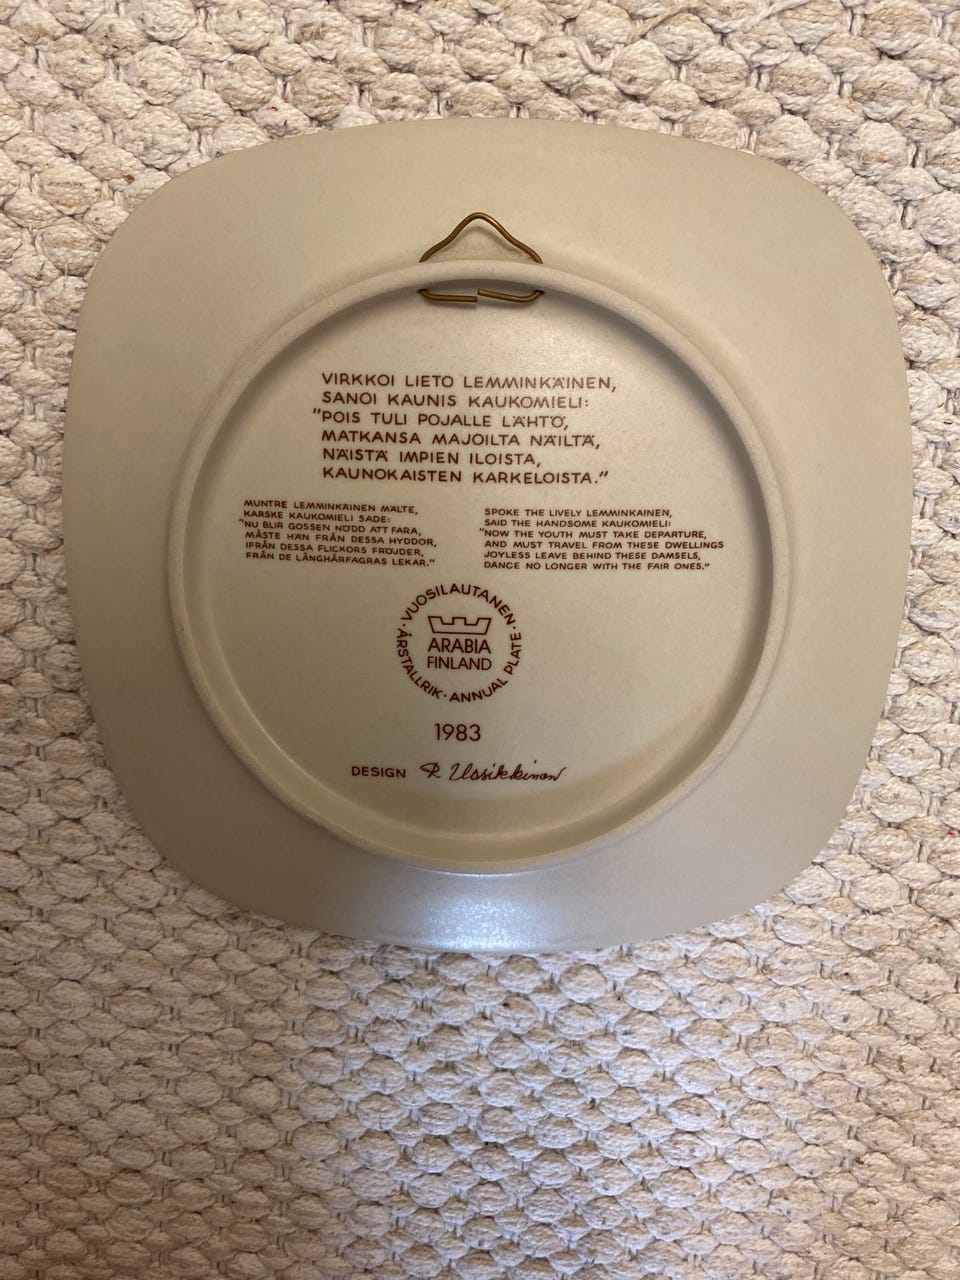 VIRKKOI LIETO LEMMINKÄINEN,
SANOI KAUNIS KAUKOMIELI:
"POIS TULI POJALLE LÄHTÖ,
MATKANSA MAJOILTA NÄILTÄ,
NÄISTÄ IMPIEN ILOISTA,
KAUNOKAISTEN KARKELOISTA."
MUNTRE LEMMINKÄINEN MÄLTE,
KARSKE KAUKOMIELI SADE:
"NU BLIR GOSSEN NÖDD ATT FARA,
MÅSTE HÄN FRÅN DESSA HYDDOR,
IFRÅN DESSA FLICKORS FRÖUDER,
FRÅN DE LÅNGHÅRFAGRAS LEKAR."
SPOKE THE LIVELY LEMMINKAINEN,
SAID THE HANDSOME KAUKOMIELI:
"NOW THE YOUTH MUST TAKE DEPARTURE,
AND MUST TRAVEL FROM THESE DWELLINGS
JOYLESS LEAVE BEHIND THESE DAMSELS,
DANCE NO LONGER WITH THE FAIR ONES."
· VUOSILAUTANEN · ANNUAL PLATE · ÅRSTALLRIK
ARABIA
FINLAND
1983
DESIGN R Uosikkinen